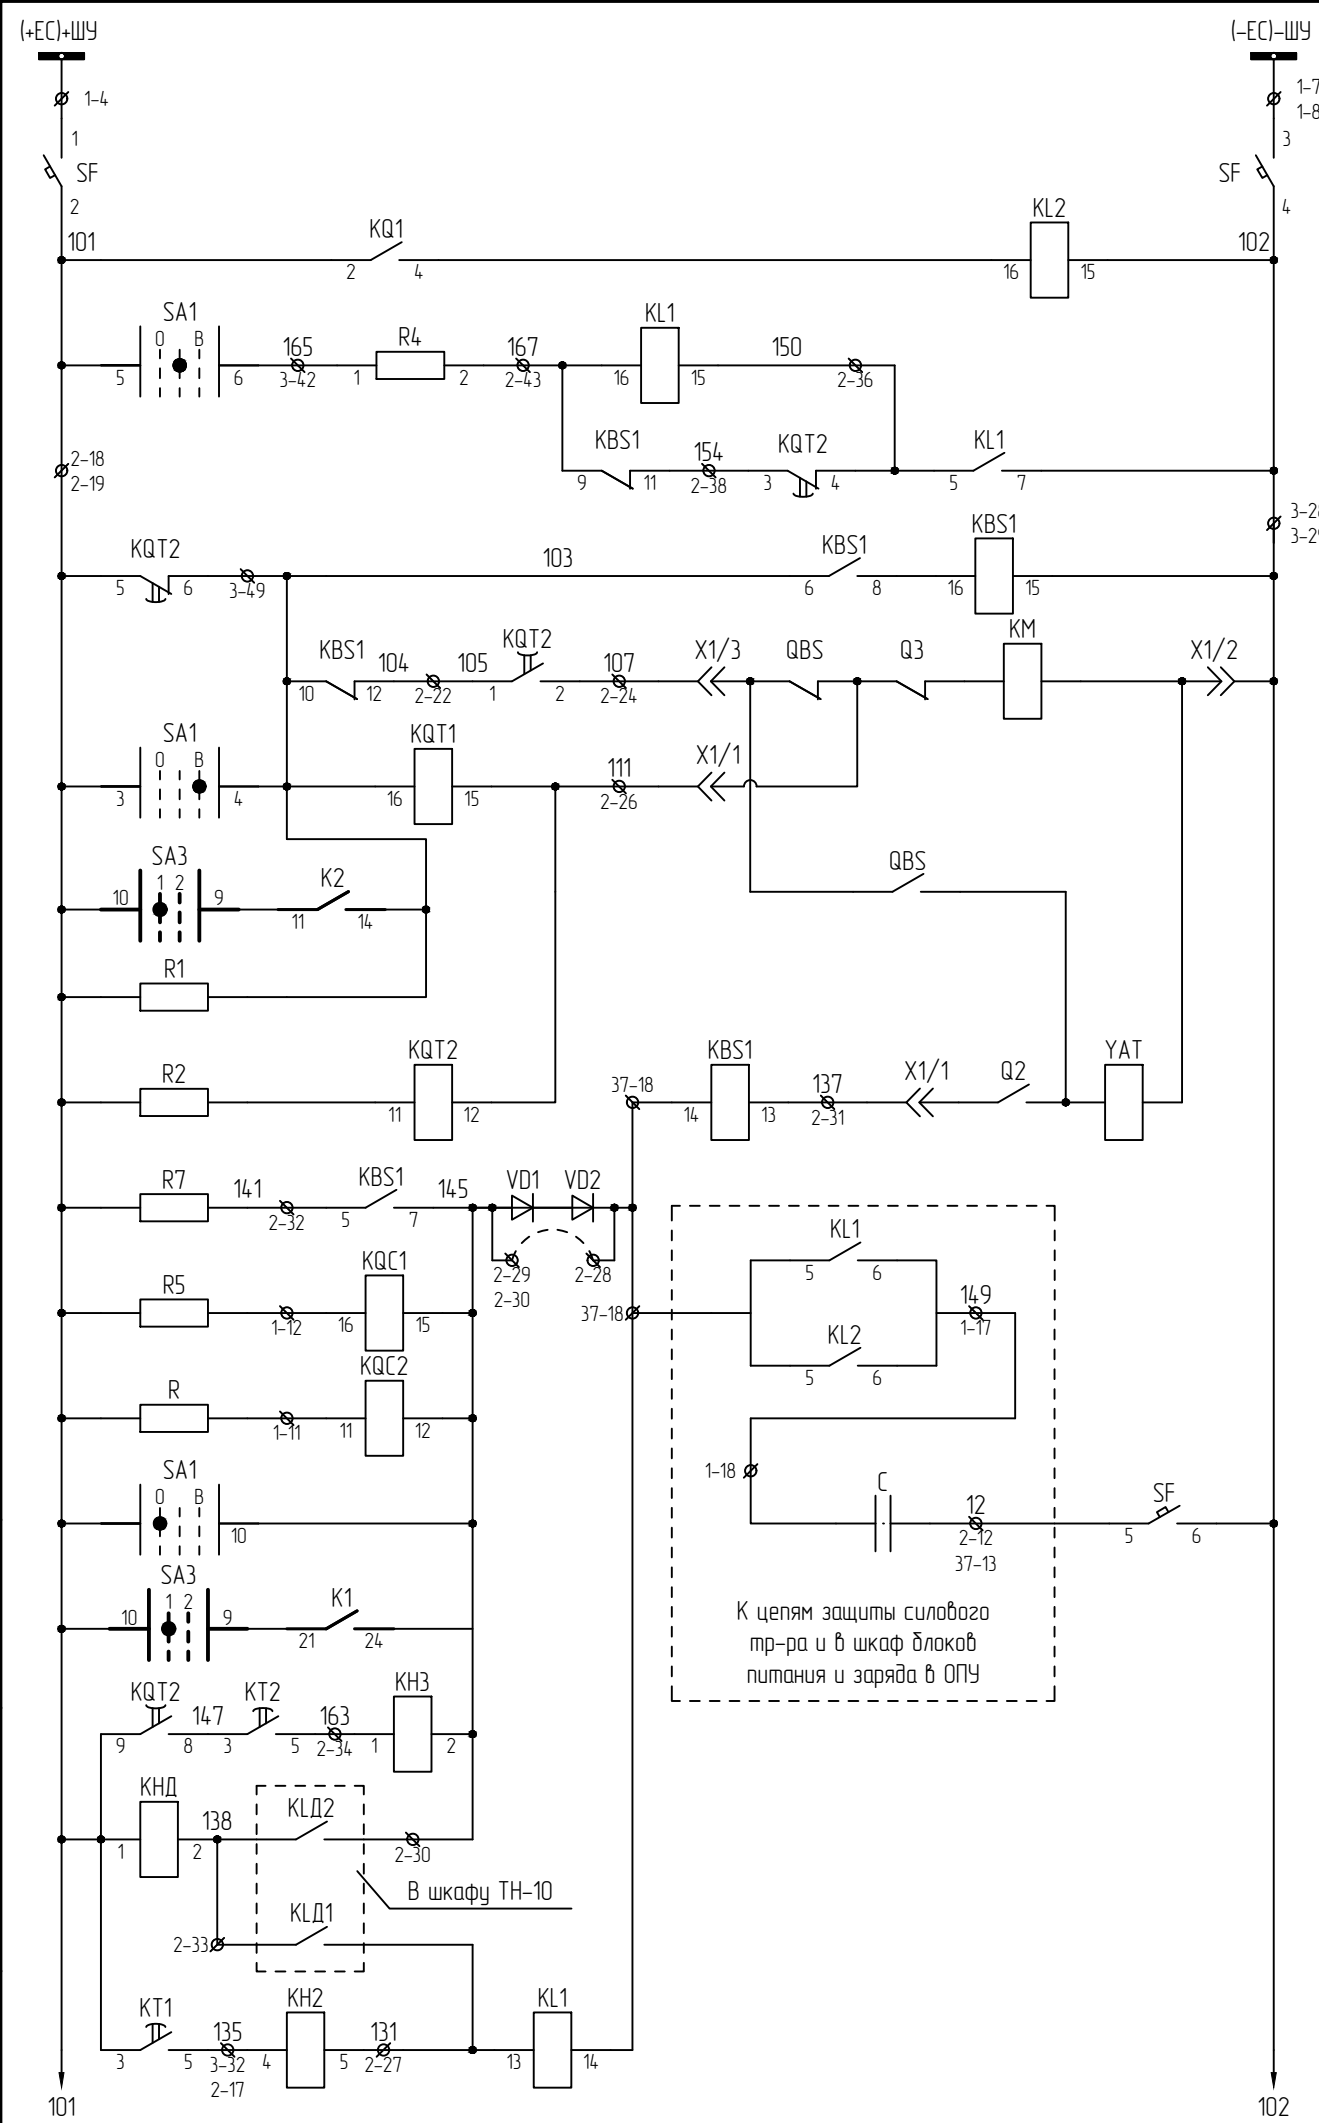 (+EC)+ШУ
(–EC)–ШУ
1–4
1–7
1–8
1
3
SF
SF
2
4
101
KQ1
KL2
102
2
4
16
15
SA1
O
B
5
6
165
3–42
R4
1
2
167
2–43
KL1
16
15
150
2–36
2–18
2–19
KBS1
9
11
154
2–38
KQT2
3
4
KL1
5
7
3–28
3–29
KQT2
5
6
3–49
103
KBS1
6
8
KBS1
16
15
KBS1
10
12
104
2–22
105
KQT2
1
2
107
2–24
X1/3
QBS
Q3
KM
X1/2
SA1
O
B
3
4
KQT1
16
15
111
2–26
X1/1
SA3
1
2
10
9
K2
11
14
QBS
R1
R2
KQT2
11
12
37–18
KBS1
14
13
137
2–31
X1/1
Q2
YAT
R7
141
2–32
KBS1
5
7
145
VD1
VD2
2–29
2–30
2–28
R5
1–12
KQC1
16
15
37–18
KL1
5
6
149
1–17
KL2
5
6
R
1–11
KQC2
11
12
SA1
O
B
10
1–18
C
12
2–12
37–13
SF
5
6
К цепям защиты силового
тр–ра и в шкаф блоков
питания и заряда в ОПУ
SA3
1
2
10
9
K1
21
24
KQT2
9
8
147
KT2
3
5
163
2–34
KH3
1
2
KHД
1
2
138
KLД2
2–30
В шкафу ТН–10
2–33
KLД1
KT1
3
5
135
3–32
2–17
KH2
4
5
131
2–27
KL1
13
14
101
102